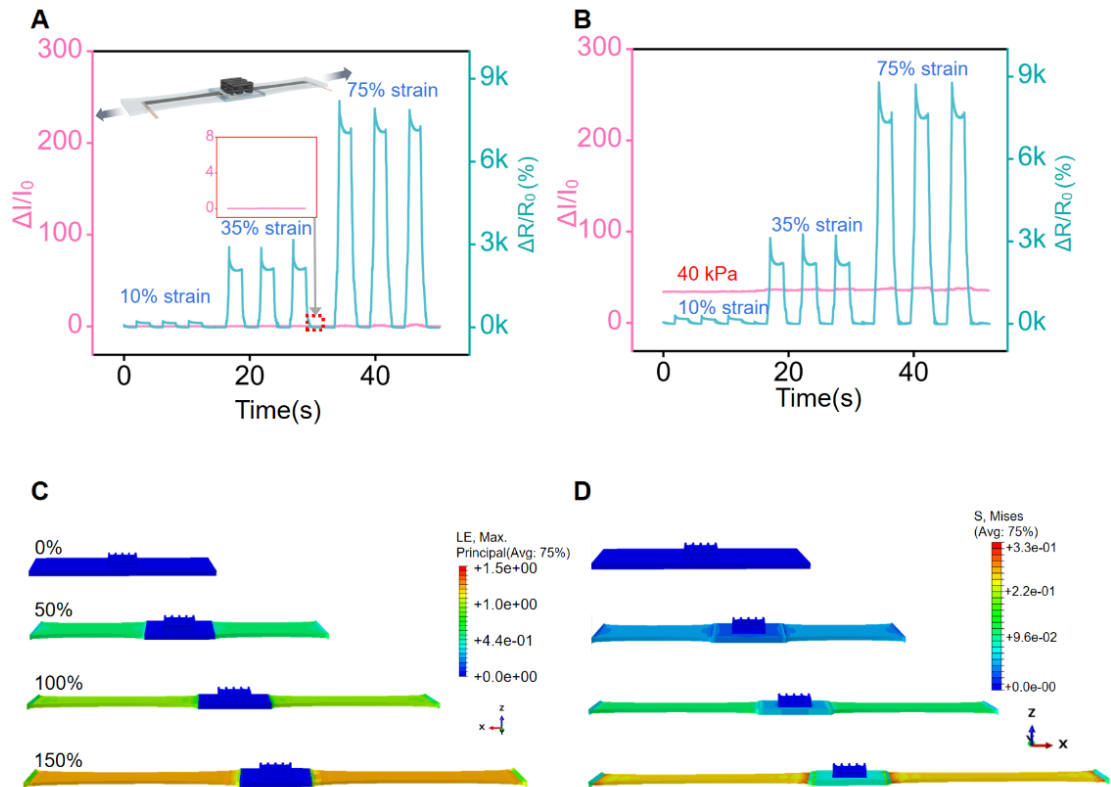 A
300
200
100
0
ΔI/I₀
9k
6k
3k
0k
ΔR/R₀ (%)
75% strain
8
4
0
35% strain
10% strain
0
20
40
Time(s)
B
300
200
100
0
ΔI/I₀
9k
6k
3k
0k
ΔR/R₀ (%)
75% strain
35% strain
40 kPa
10% strain
0
20
40
Time(s)
C
0%
50%
100%
150%
LE, Max.
Principal(Avg: 75%)
+1.5e+00
+1.0e+00
+4.4e-01
+0.0e+00
x
z
Y
D
S, Mises
(Avg: 75%)
+3.3e-01
+2.2e-01
+9.6e-02
+0.0e-00
Z
Y
X